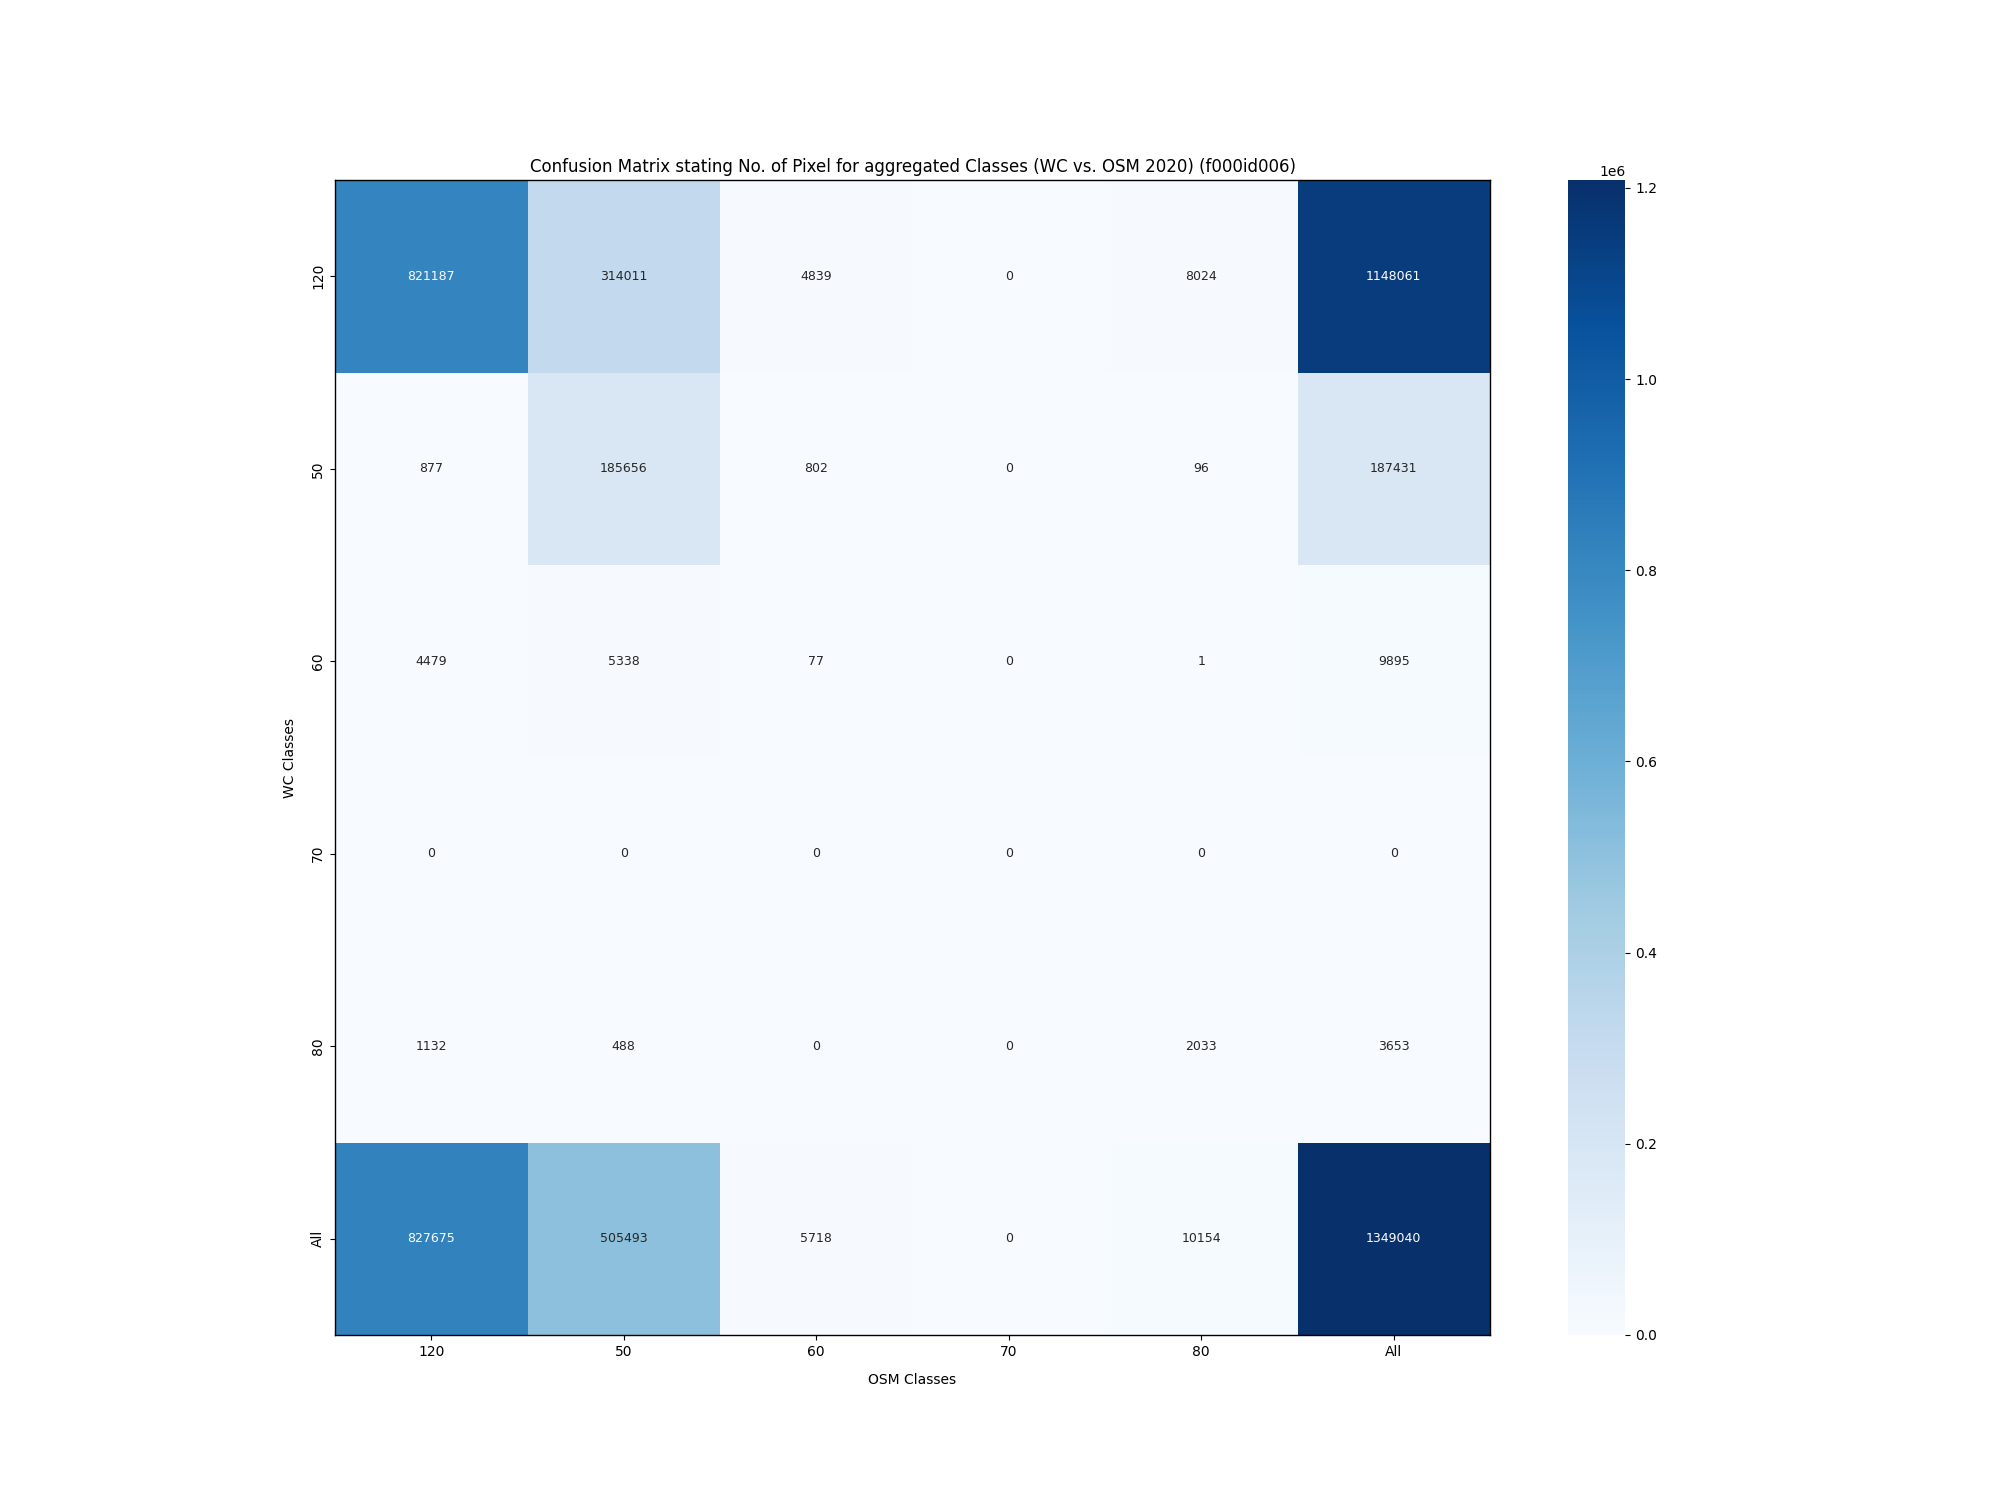 Confusion Matrix stating No. of Pixel for aggregated Classes (WC vs. OSM 2020) (f000id006)
1e6
1.2
120 821187 314011 4839 0 8024 1148061
1.0
50 877 185656 802 0 96 187431
0.8
60 4479 5338 77 0 1 9895
WC Classes
0.6
70 0 0 0 0 0 0
0.4
80 1132 488 0 0 2033 3653
0.2
All 827675 505493 5718 0 10154 1349040
0.0
120 50 60 70 80 All
OSM Classes